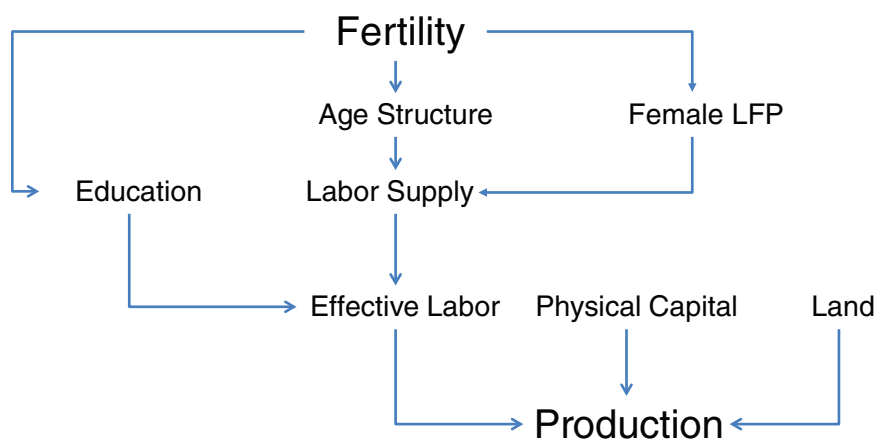 Fertility
Age Structure
Female LFP
Education
Labor Supply
Effective Labor
Physical Capital
Land
Production